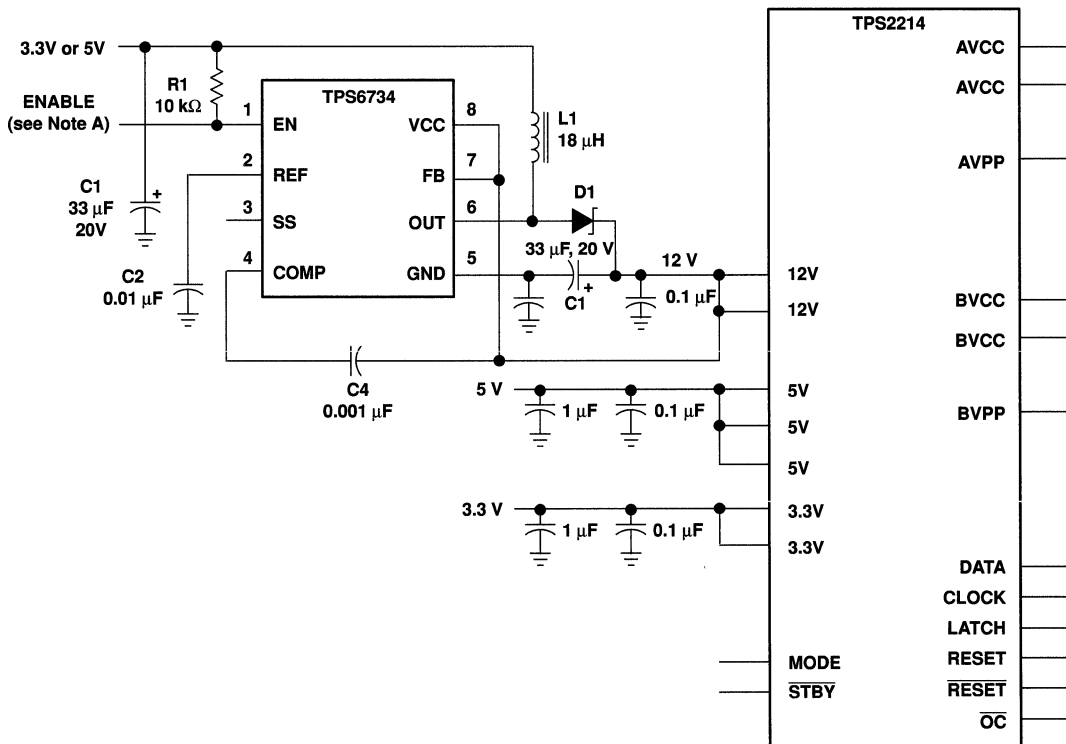 TPS2214
3.3V or 5V
ENABLE
(see Note A)
R1
10 kΩ
C1
33 μF
20V
C2
0.01 μF
TPS6734
1
EN
2
REF
3
SS
4
COMP
8
VCC
7
FB
6
OUT
5
GND
L1
18 μH
D1
33 μF, 20 V
C1
12 V
0.1 μF
C4
0.001 μF
5 V
1 μF
0.1 μF
3.3 V
1 μF
0.1 μF
12V
12V
5V
5V
5V
3.3V
3.3V
MODE
STBY
AVCC
AVCC
AVPP
BVCC
BVCC
BVPP
DATA
CLOCK
LATCH
RESET
RESET
OC
+
+